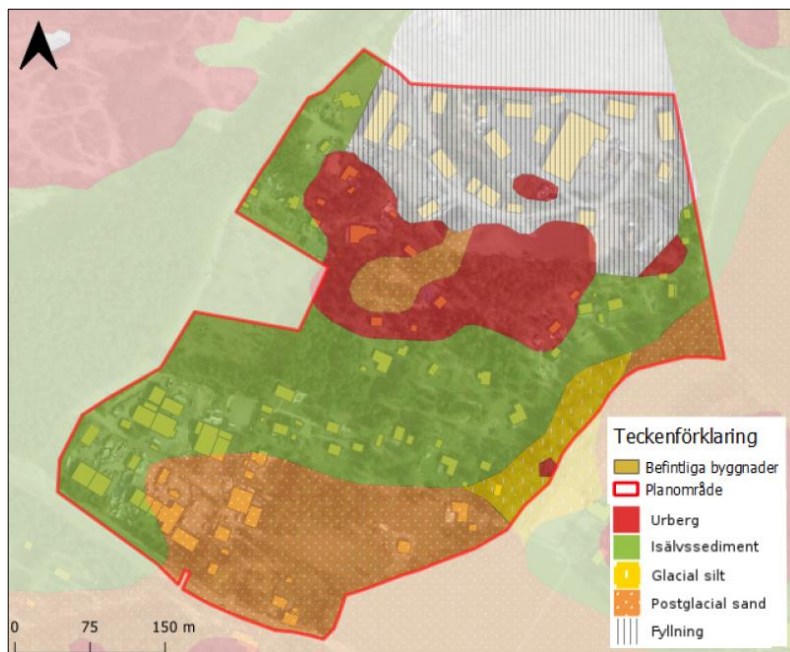 Teckenförklaring
Befintliga byggnader
Planområde
Urberg
Isälvssediment
Glacial silt
Postglacial sand
Fyllning
0 75 150 m